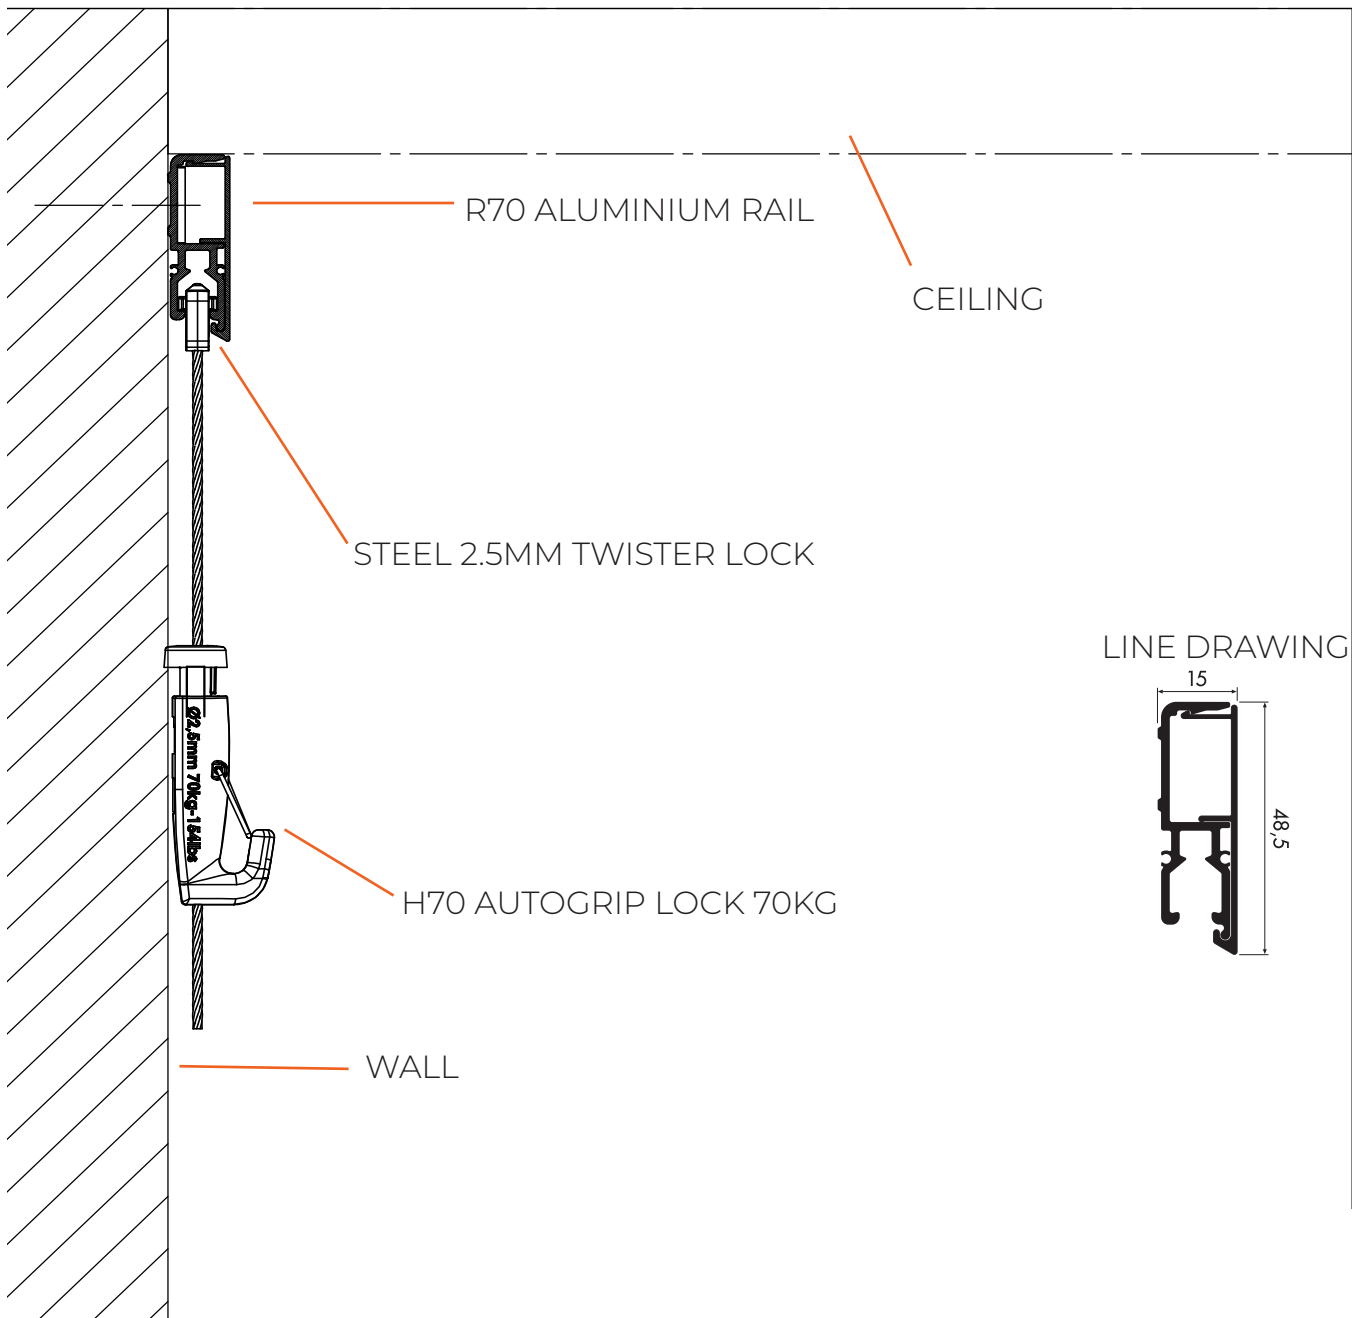 R70 ALUMINIUM RAIL
CEILING
STEEL 2.5MM TWISTER LOCK
LINE DRAWING
15
48,5
Ø2,5mm 70kg-154lbs
H70 AUTOGRIP LOCK 70KG
WALL